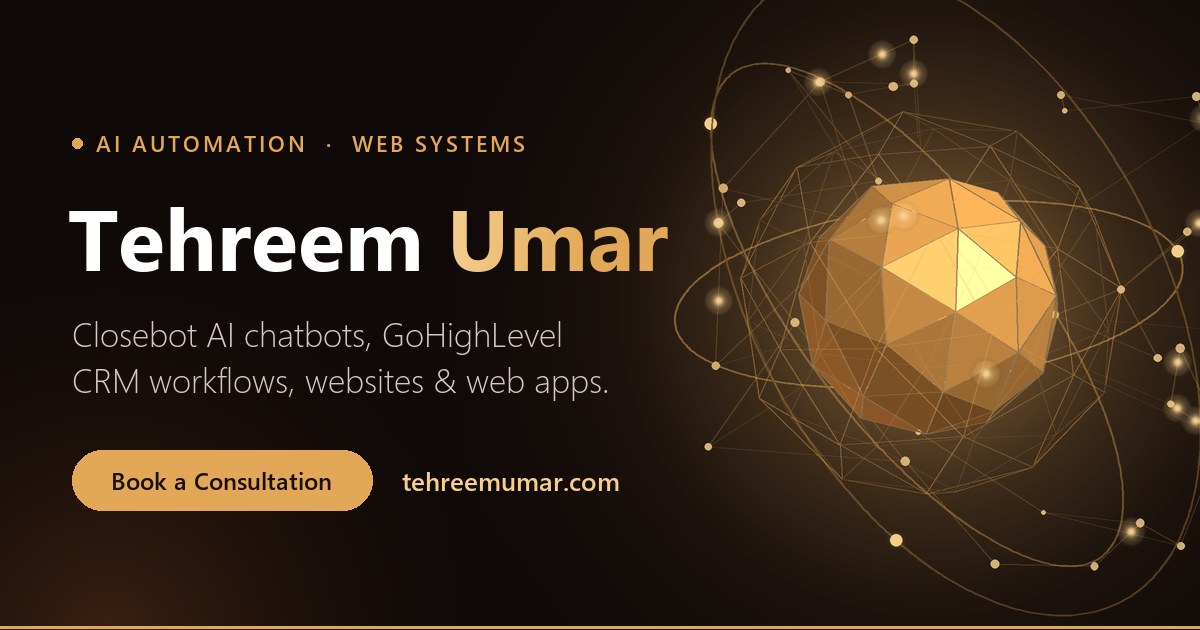 AI AUTOMATION · WEB SYSTEMS
Tehreem Umar
Closebot AI chatbots, GoHighLevel
CRM workflows, websites & web apps.
Book a Consultation
tehreemumar.com